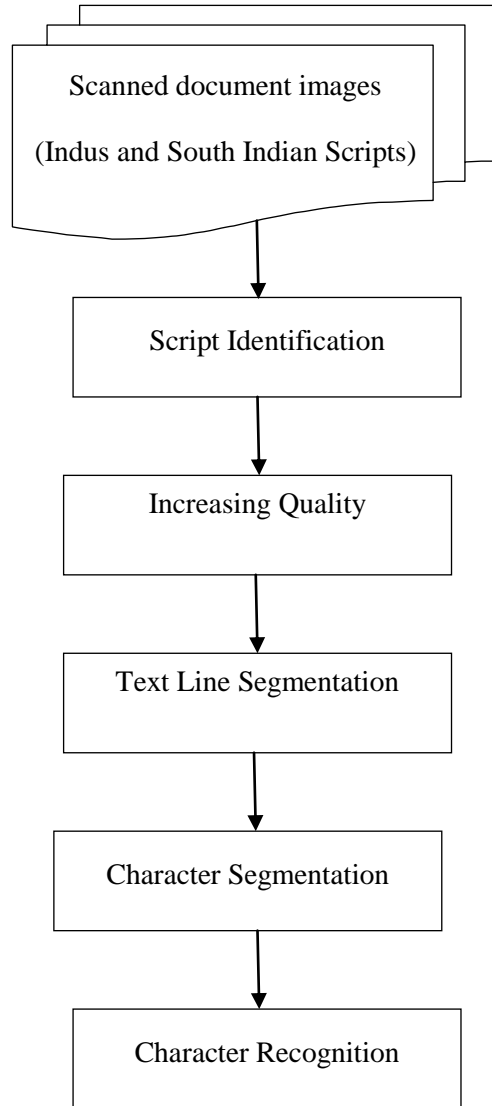 Scanned document images
(Indus and South Indian Scripts)
Script Identification
Increasing Quality
Text Line Segmentation
Character Segmentation
Character Recognition